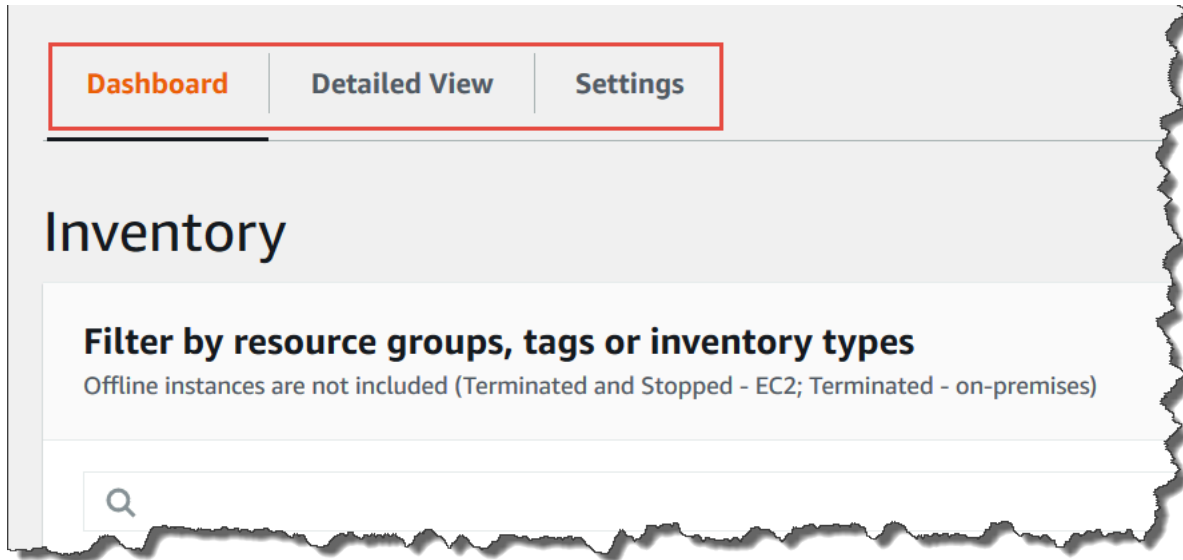 Dashboard
Detailed View
Settings
Inventory
Filter by resource groups, tags or inventory types
Offline instances are not included (Terminated and Stopped - EC2; Terminated - on-premises)